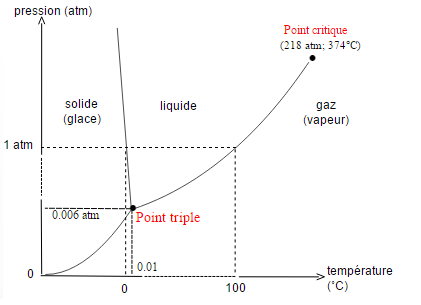 pression (atm)
Point critique
(218 atm; 374°C)
solide
(glace)
liquide
gaz
(vapeur)
1 atm
0.006 atm
Point triple
0.01
0
température
(°C)
0
100